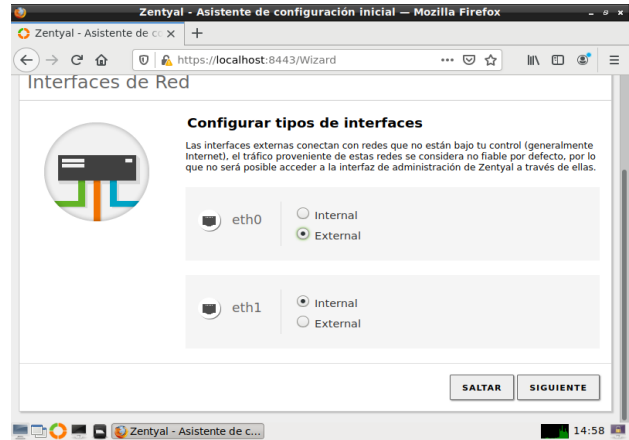 Zentyal - Asistente de configuración inicial — Mozilla Firefox
Zentyal - Asistente de co
https://localhost:8443/Wizard
Interfaces de Red
Configurar tipos de interfaces
Las interfaces externas conectan con redes que no están bajo tu control (generalmente
Internet), el tráfico proveniente de estas redes se considera no fiable por defecto, por lo
que no será posible acceder a la interfaz de administración de Zentyal a través de ellas.
eth0
Internal
External
eth1
Internal
External
SALTAR SIGUIENTE
Zentyal - Asistente de c... 14:58